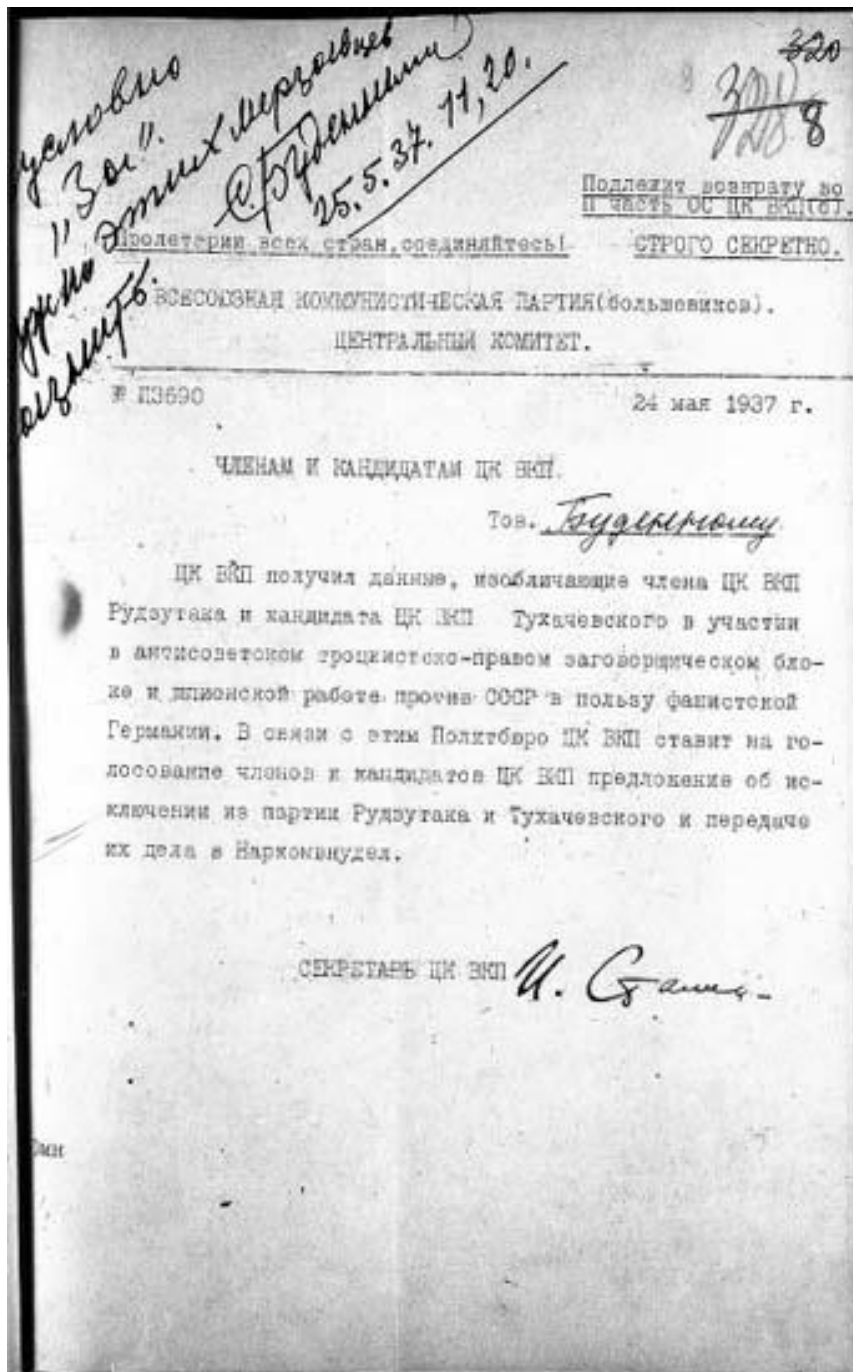 условно
"За".
этих мерзавцев
С.Буденный
25.5.37. 11,20.
320
328
8
Подлежит возврату во
II часть ОС ЦК ВКП(б).
Пролетарии всех стран, соединяйтесь!
СТРОГО СЕКРЕТНО.
ВСЕСОЮЗНАЯ КОММУНИСТИЧЕСКАЯ ПАРТИЯ(большевиков).
ЦЕНТРАЛЬНЫЙ КОМИТЕТ.
№ П3690
24 мая 1937 г.
ЧЛЕНАМ И КАНДИДАТАМ ЦК ВКП.
Тов. Буденному
ЦК ВКП получил данные, изобличающие члена ЦК ВКП
Рудзутака и кандидата ЦК ВКП Тухачевского в участии
в антисоветском троцкистско-правом заговорщическом бло-
ке и шпионской работе против СССР в пользу фашистской
Германии. В связи с этим Политбюро ЦК ВКП ставит на го-
лосование членов и кандидатов ЦК ВКП предложение об ис-
ключении из партии Рудзутака и Тухачевского и передаче
их дела в Наркомвнудел.
СЕКРЕТАРЬ ЦК ВКП И. Сталин